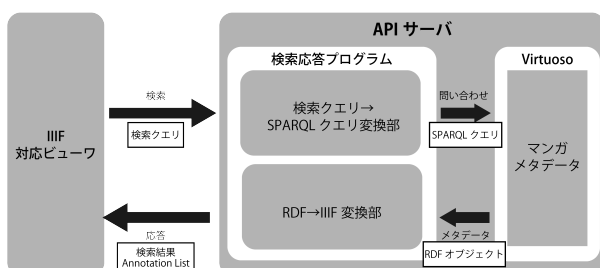 API サーバ
検索応答プログラム
Virtuoso
検索
問い合わせ
検索クエリ→
SPARQL クエリ変換部
検索クエリ
SPARQL クエリ
IIIF
対応ビューワ
マンガ
メタデータ
RDF→IIIF 変換部
応答
メタデータ
検索結果
Annotation List
RDF オブジェクト